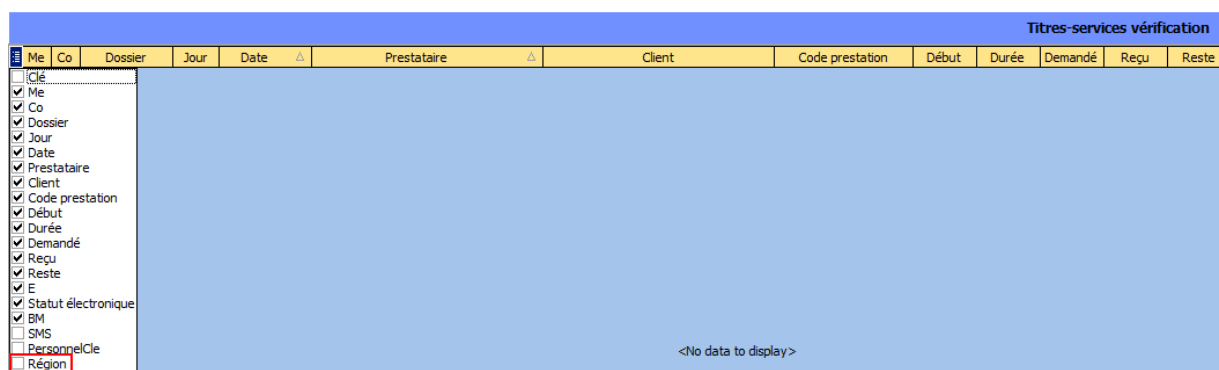 Titres-services vérification
Me Co Dossier Jour Date Prestataire Client Code prestation Début Durée Demandé Reçu Reste
Clé
Me
Co
Dossier
Jour
Date
Prestataire
Client
Code prestation
Début
Durée
Demandé
Reçu
Reste
E
Statut électronique
BM
SMS
PersonnelCle
<No data to display>
Région